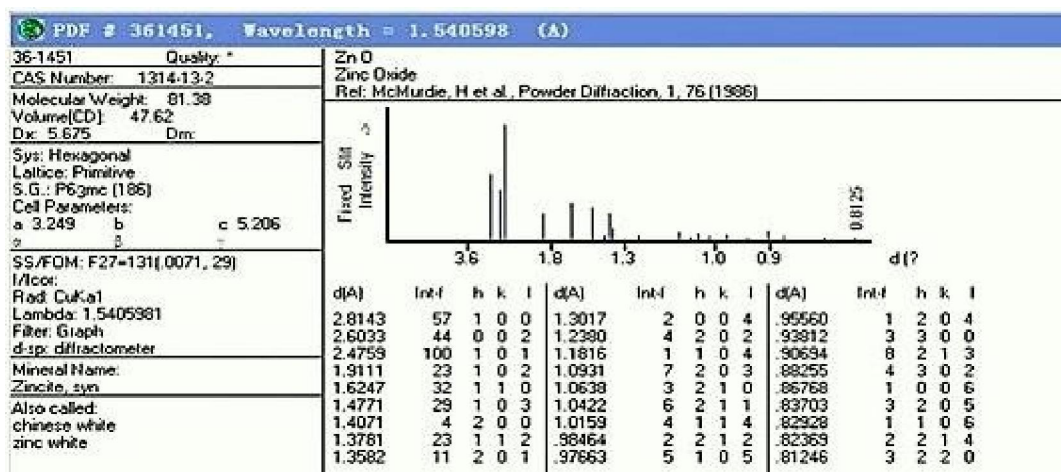 PDF # 361451, Wavelength = 1.540598 (A)
36-1451 Quality: *
CAS Number: 1314-13-2
Molecular Weight: 81.38
Volume[CD]: 47.62
Dx: 5.675 Dm:
Sys: Hexagonal
Lattice: Primitive
S.G.: P63mc (186)
Cell Parameters:
a 3.249 b c 5.206
α β γ
SS/FOM: F27=131(.0071, 29)
I/Icor:
Rad: CuKa1
Lambda: 1.5405981
Filter: Graph
d-sp: diffractometer
Mineral Name:
Zincite, syn
Also called:
chinese white
zinc white
Zn O
Zinc Oxide
Ref: McMurdie, H et al., Powder Diffraction, 1, 76 (1986)
Fixed Slit
Intensity ->
0.8125
3.6 1.8 1.3 1.0 0.9 d (?
d(A) Int-f h k l d(A) Int-f h k l d(A) Int-f h k l
2.8143 57 1 0 0 1.3017 2 0 0 4 .95560 1 2 0 4
2.6033 44 0 0 2 1.2380 4 2 0 2 .93812 3 3 0 0
2.4759 100 1 0 1 1.1816 1 1 0 4 .90694 8 2 1 3
1.9111 23 1 0 2 1.0931 7 2 0 3 .88255 4 3 0 2
1.6247 32 1 1 0 1.0638 3 2 1 0 .86768 1 0 0 6
1.4771 29 1 0 3 1.0422 6 2 1 1 .83703 3 2 0 5
1.4071 4 2 0 0 1.0159 4 1 1 4 .82928 1 1 0 6
1.3781 23 1 1 2 .98464 2 2 1 2 .82369 2 2 1 4
1.3582 11 2 0 1 .97663 5 1 0 5 .81246 3 2 2 0